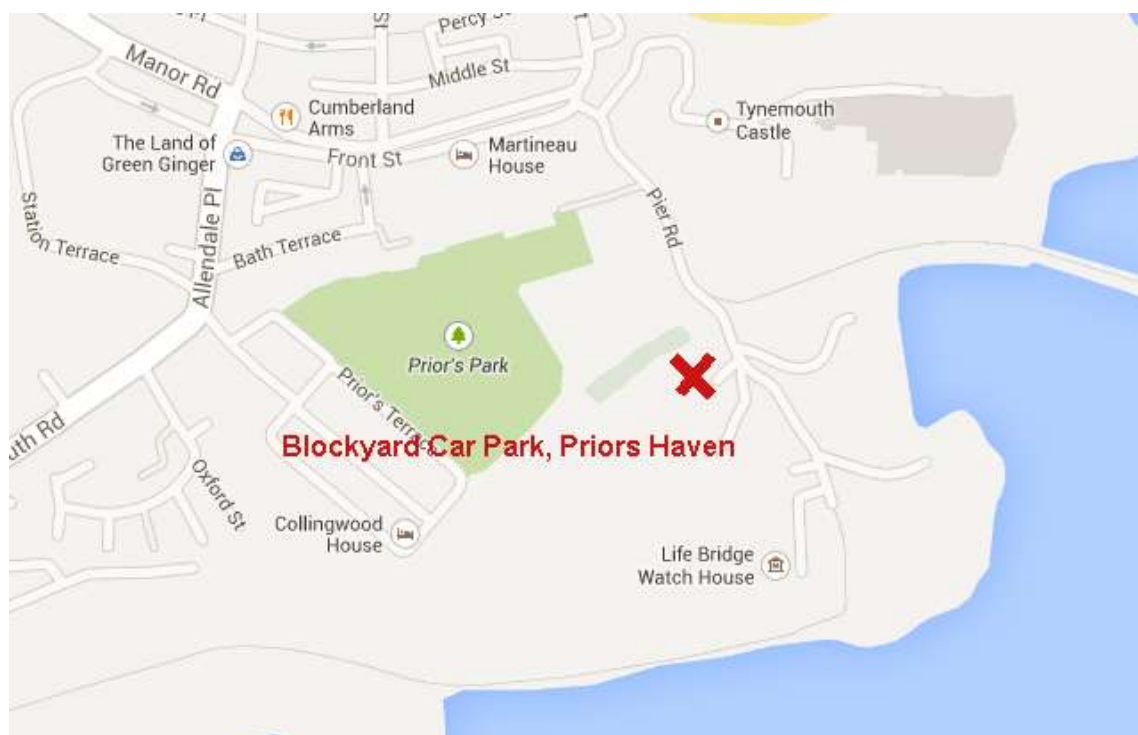 Percy
Manor Rd
Middle St
Cumberland
Arms
Tynemouth
Castle
The Land of
Green Ginger
Front St
Martineau
House
Station Terrace
Allendale Pl
Bath Terrace
Pier Rd
Prior's Park
Prior's Terrace
Blockyard Car Park, Priors Haven
uth Rd
Oxford St
Collingwood
House
Life Bridge
Watch House